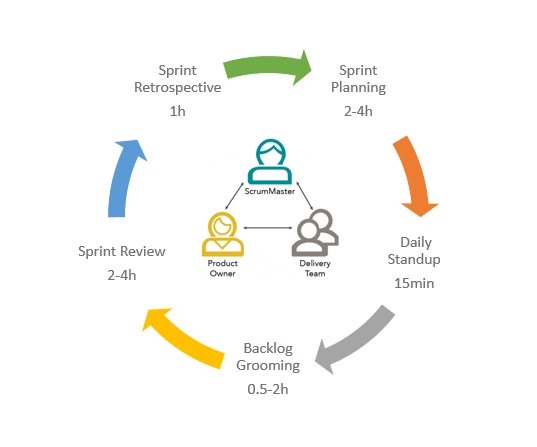 Sprint
Retrospective
1h
Sprint
Planning
2-4h
ScrumMaster
Product
Owner
Delivery
Team
Daily
Standup
15min
Sprint Review
2-4h
Backlog
Grooming
0.5-2h